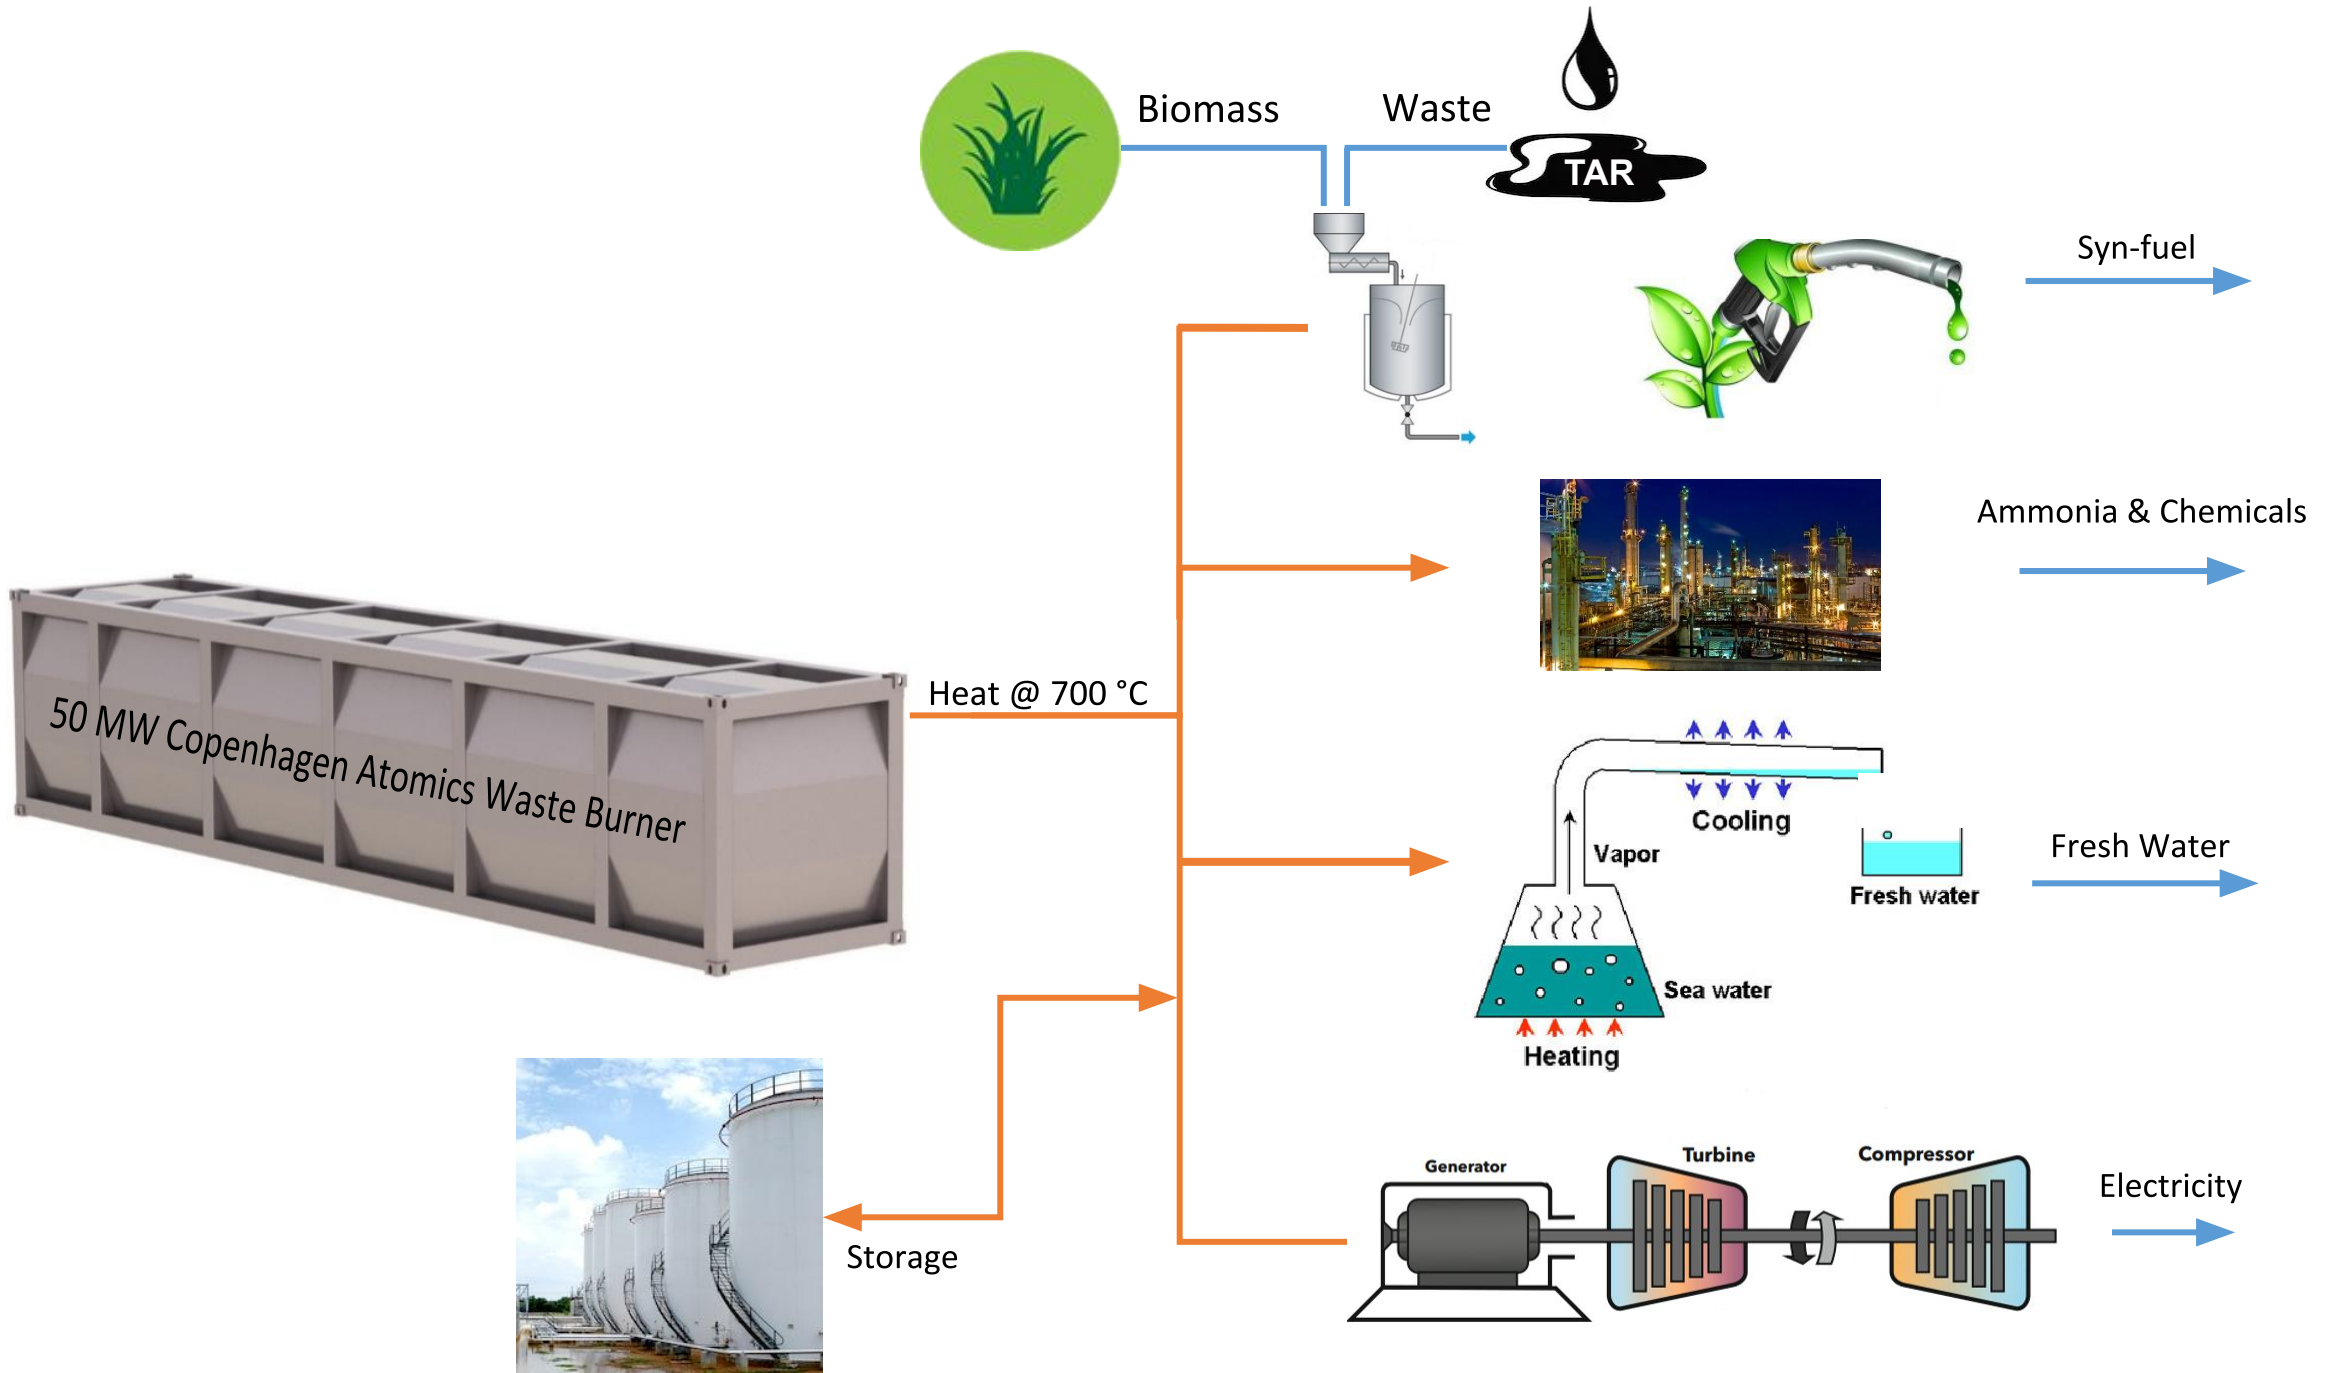 Biomass
Waste
TAR
Syn-fuel
Ammonia & Chemicals
Heat @ 700 °C
50 MW Copenhagen Atomics Waste Burner
Cooling
Vapor
Fresh water
Fresh Water
Sea water
Heating
Storage
Generator
Turbine
Compressor
Electricity